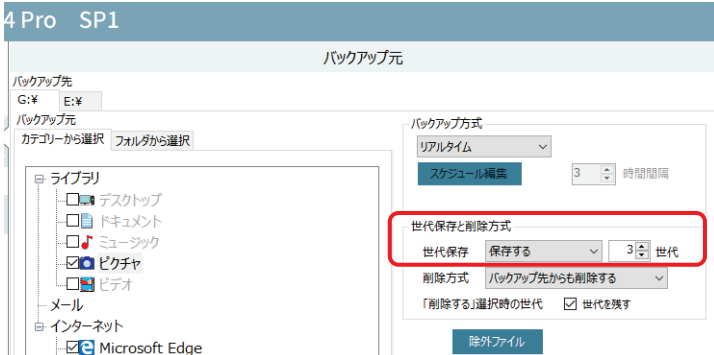 4 Pro SP1
バックアップ元
バックアップ先
G:¥ E:¥
バックアップ元
カテゴリーから選択 フォルダから選択
ライブラリ
デスクトップ
ドキュメント
ミュージック
ピクチャ
ビデオ
メール
インターネット
Microsoft Edge
バックアップ方式
リアルタイム
スケジュール編集 3 時間間隔
世代保存と削除方式
世代保存 保存する 3 世代
削除方式 バックアップ先からも削除する
「削除する」選択時の世代 世代を残す
除外ファイル